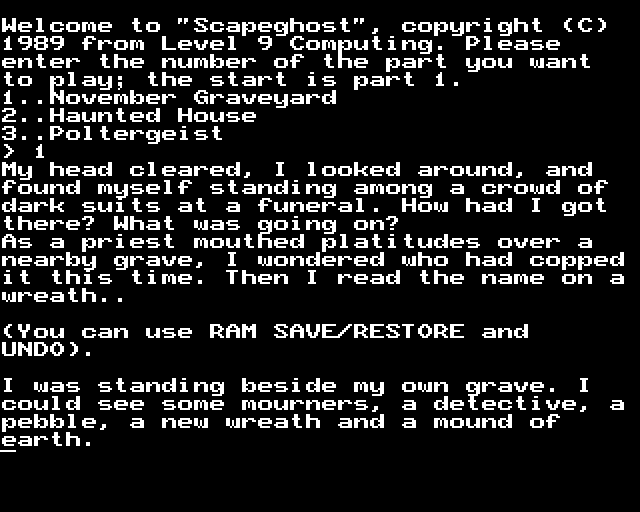 Welcome to "Scapeghost", copyright (C)
1989 from Level 9 Computing. Please
enter the number of the part you want
to play; the start is part 1.
1..November Graveyard
2..Haunted House
3..Poltergeist
> 1
My head cleared, I looked around, and
found myself standing among a crowd of
dark suits at a funeral. How had I got
there? What was going on?
As a priest mouthed platitudes over a
nearby grave, I wondered who had copped
it this time. Then I read the name on a
wreath..
(You can use RAM SAVE/RESTORE and
UNDO).
I was standing beside my own grave. I
could see some mourners, a detective, a
pebble, a new wreath and a mound of
earth.